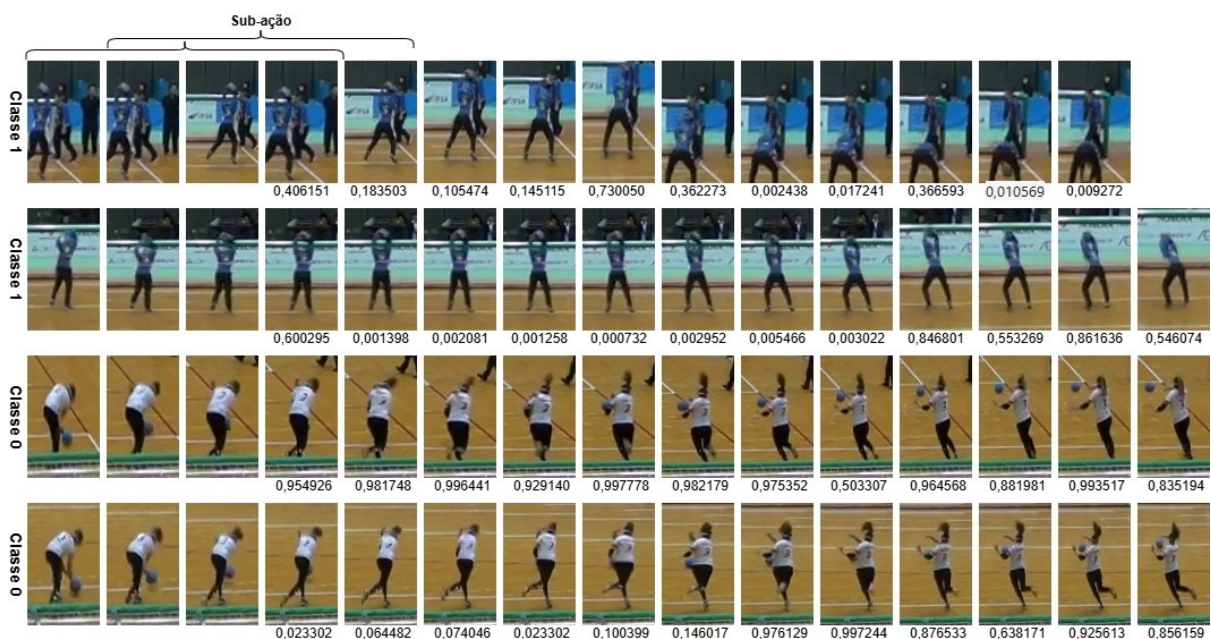 Sub-ação
Classe 1
0,406151 0,183503 0,105474 0,145115 0,730050 0,362273 0,002438 0,017241 0,366593 0,010569 0,009272
Classe 1
0,600295 0,001398 0,002081 0,001258 0,000732 0,002952 0,005466 0,003022 0,846801 0,553269 0,861636 0,546074
Classe 0
0,954926 0,981748 0,996441 0,929140 0,997778 0,982179 0,975352 0,503307 0,964568 0,881981 0,993517 0,835194
Classe 0
0,023302 0,064482 0,074046 0,023302 0,100399 0,146017 0,976129 0,997244 0,876533 0,633177 0,925613 0,856159